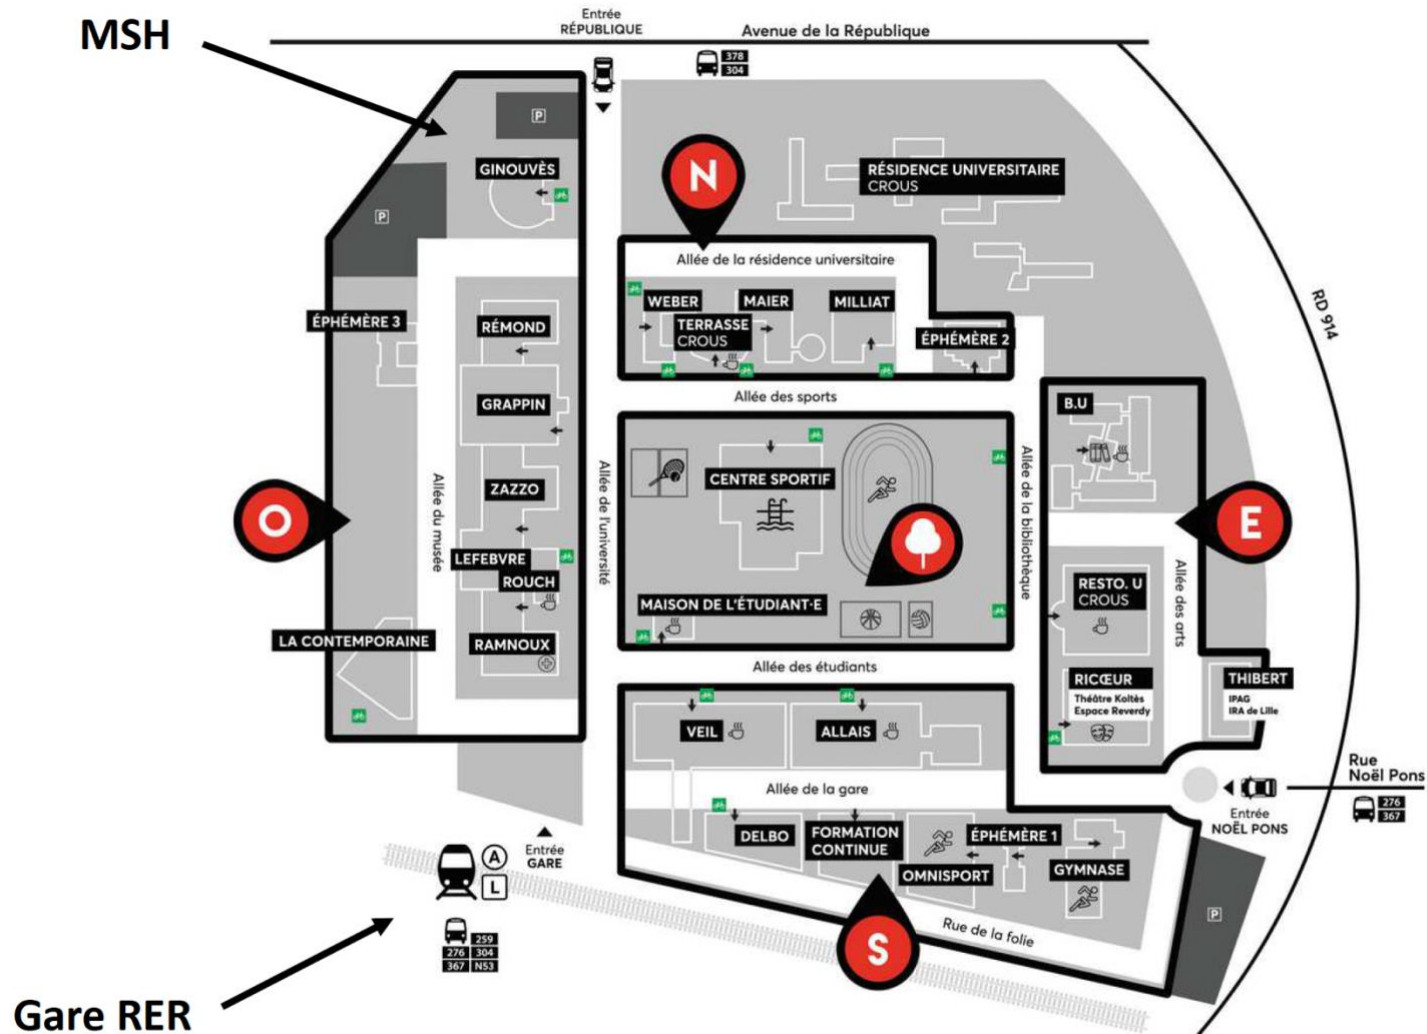 MSH
Entrée
RÉPUBLIQUE
Avenue de la République
378
304
P
GINOUVÈS
P
N
RÉSIDENCE UNIVERSITAIRE
CROUS
Allée de la résidence universitaire
WEBER
MAIER
MILLIAT
TERRASSE
CROUS
ÉPHÉMÈRE 2
RD 914
ÉPHÉMÈRE 3
RÉMOND
GRAPPIN
ZAZZO
LEFEBVRE
ROUCH
RAMNOUX
LA CONTEMPORAINE
O
Allée du musée
Allée de l'université
Allée des sports
CENTRE SPORTIF
MAISON DE L'ÉTUDIANT·E
Allée de la bibliothèque
B.U
E
RESTO. U
CROUS
Allée des arts
RICŒUR
Théâtre Koltès
Espace Reverdy
THIBERT
IPAG
IRA de Lille
Allée des étudiants
VEIL
ALLAIS
Allée de la gare
DELBO
FORMATION
CONTINUE
OMNISPORT
ÉPHÉMÈRE 1
GYMNASE
Rue
Noël Pons
276
367
Entrée
NOËL PONS
P
Rue de la folie
S
Entrée
GARE
A
L
259
276 304
367 N53
Gare RER